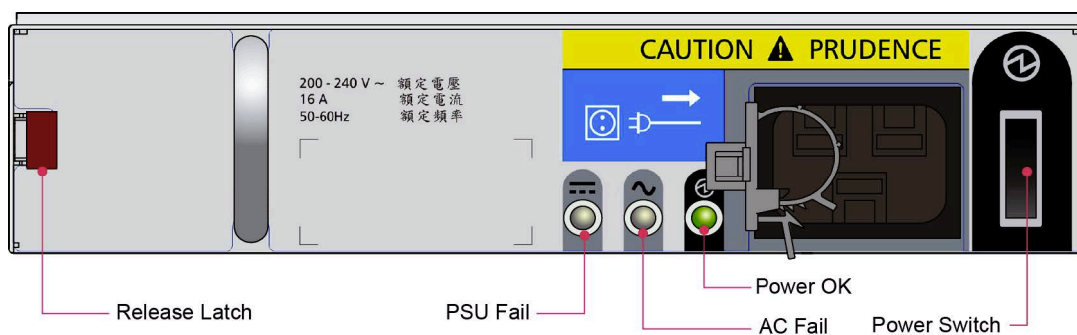 CAUTION ⚠ PRUDENCE
200 - 240 V ~ 額定電壓
16 A 額定電流
50-60Hz 額定頻率
Release Latch
PSU Fail
Power OK
AC Fail
Power Switch